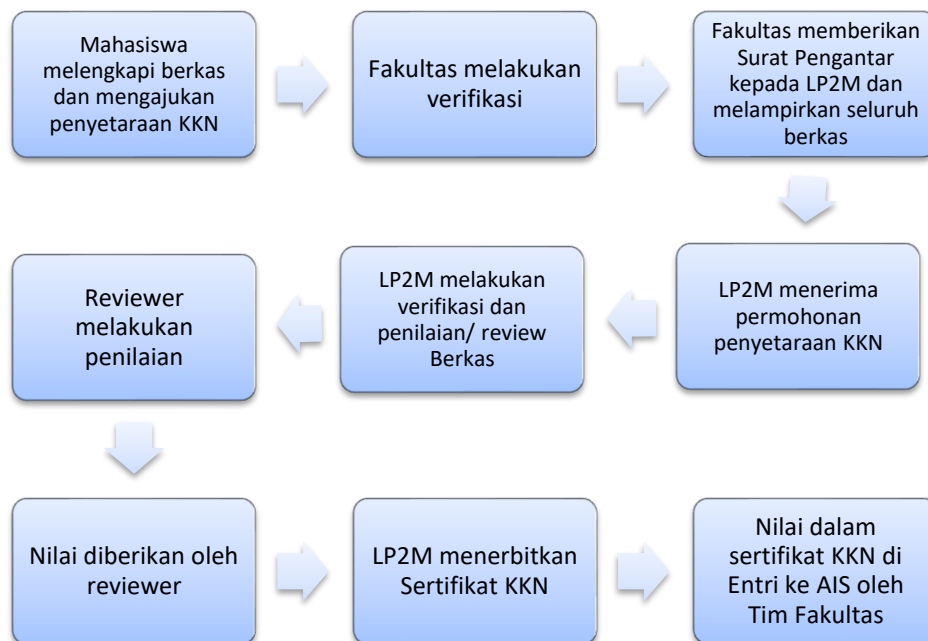 Mahasiswa
melengkapi berkas
dan mengajukan
penyetaraan KKN
Fakultas melakukan
verifikasi
Fakultas memberikan
Surat Pengantar
kepada LP2M dan
melampirkan seluruh
berkas
LP2M menerima
permohonan
penyetaraan KKN
LP2M melakukan
verifikasi dan
penilaian/ review
Berkas
Reviewer
melakukan
penilaian
Nilai diberikan oleh
reviewer
LP2M menerbitkan
Sertifikat KKN
Nilai dalam
sertifikat KKN di
Entri ke AIS oleh
Tim Fakultas